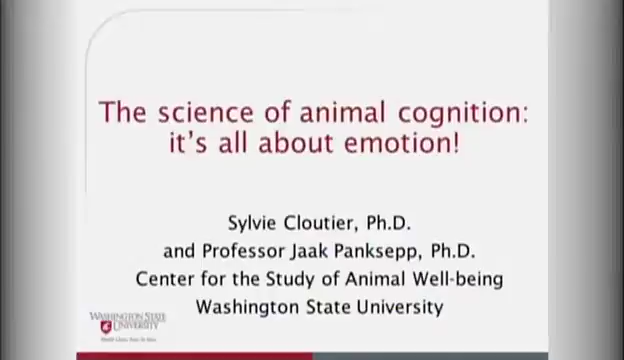 The science of animal cognition:
it's all about emotion!
Sylvie Cloutier, Ph.D.
and Professor Jaak Panksepp, Ph.D.
Center for the Study of Animal Well-being
Washington State University
WASHINGTON STATE
UNIVERSITY